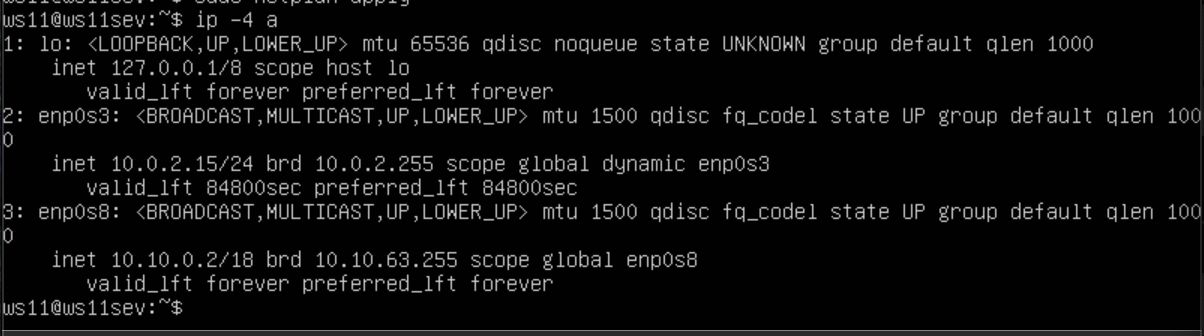 ws11@ws11sev:~$ ip -4 a
1: lo: <LOOPBACK,UP,LOWER_UP> mtu 65536 qdisc noqueue state UNKNOWN group default qlen 1000
    inet 127.0.0.1/8 scope host lo
       valid_lft forever preferred_lft forever
2: enp0s3: <BROADCAST,MULTICAST,UP,LOWER_UP> mtu 1500 qdisc fq_codel state UP group default qlen 100
0
    inet 10.0.2.15/24 brd 10.0.2.255 scope global dynamic enp0s3
       valid_lft 84800sec preferred_lft 84800sec
3: enp0s8: <BROADCAST,MULTICAST,UP,LOWER_UP> mtu 1500 qdisc fq_codel state UP group default qlen 100
0
    inet 10.10.0.2/18 brd 10.10.63.255 scope global enp0s8
       valid_lft forever preferred_lft forever
ws11@ws11sev:~$